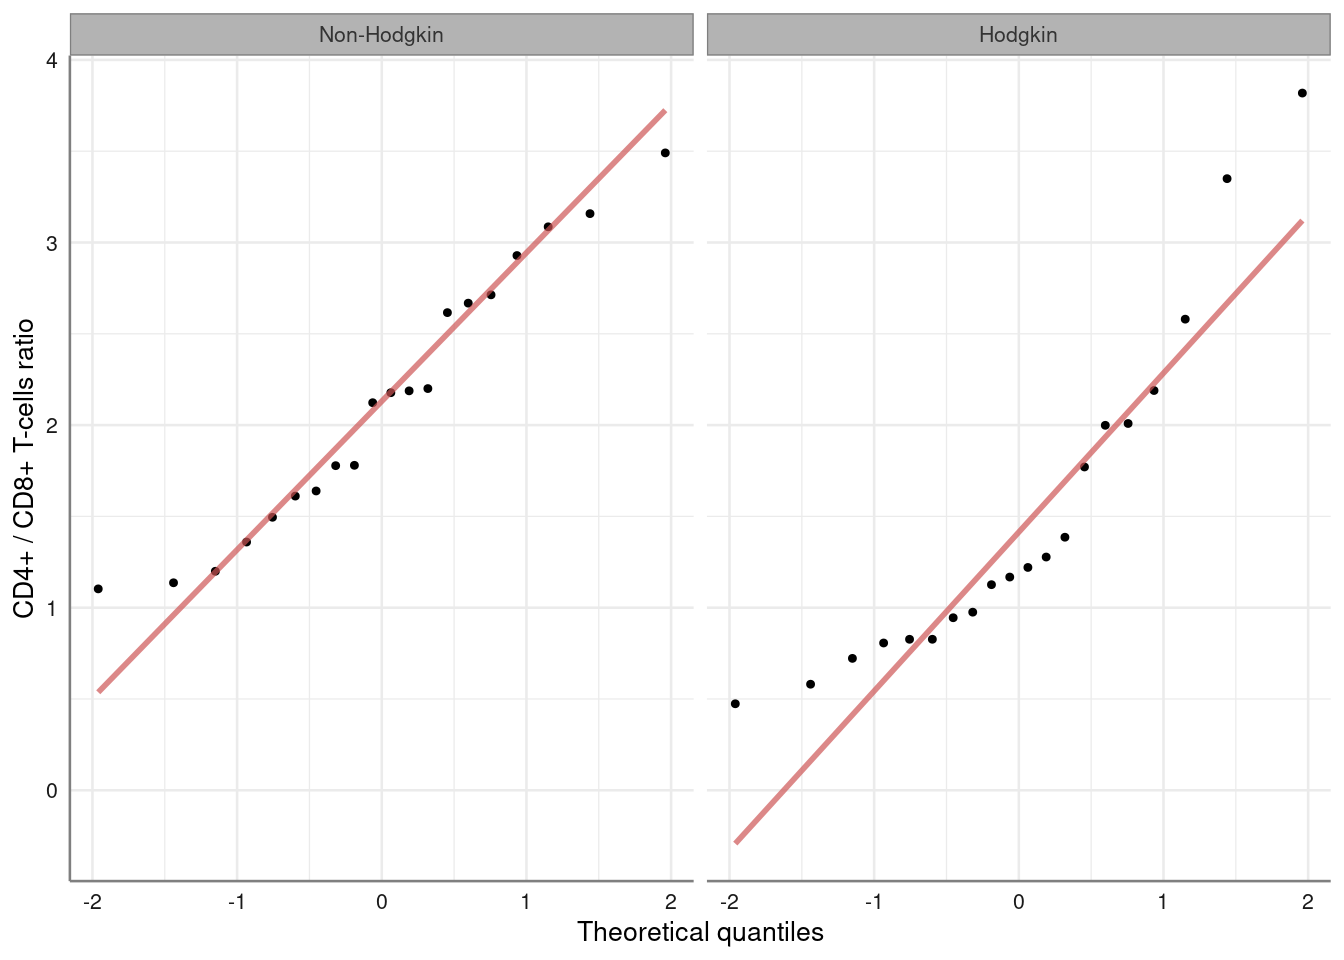 Non-Hodgkin Hodgkin
4
3
2
1
0
CD4+ / CD8+ T-cells ratio
-2 -1 0 1 2 -2 -1 0 1 2
Theoretical quantiles